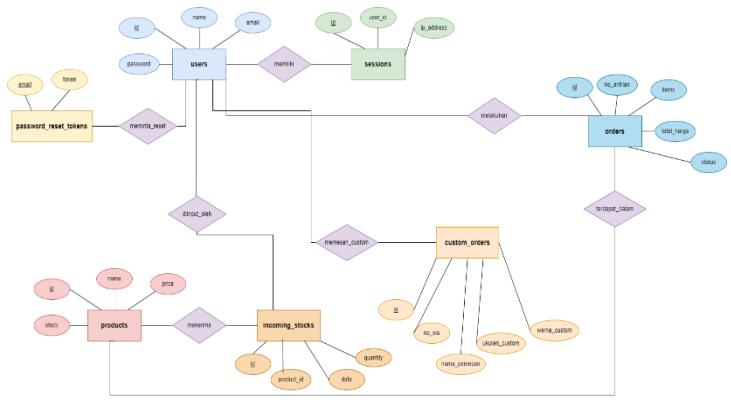 name
id
email
password
users
memiliki
id
user_id
ip_address
sessions
email
token
password_reset_tokens
meminta_reset
melakukan
id
no_antrian
items
total_harga
status
orders
diinput_oleh
terdapat_dalam
memesan_custom
custom_orders
id
no_wa
nama_pemesan
ukuran_custom
warna_custom
id
name
price
stock
products
menerima
incoming_stocks
id
product_id
date
quantity